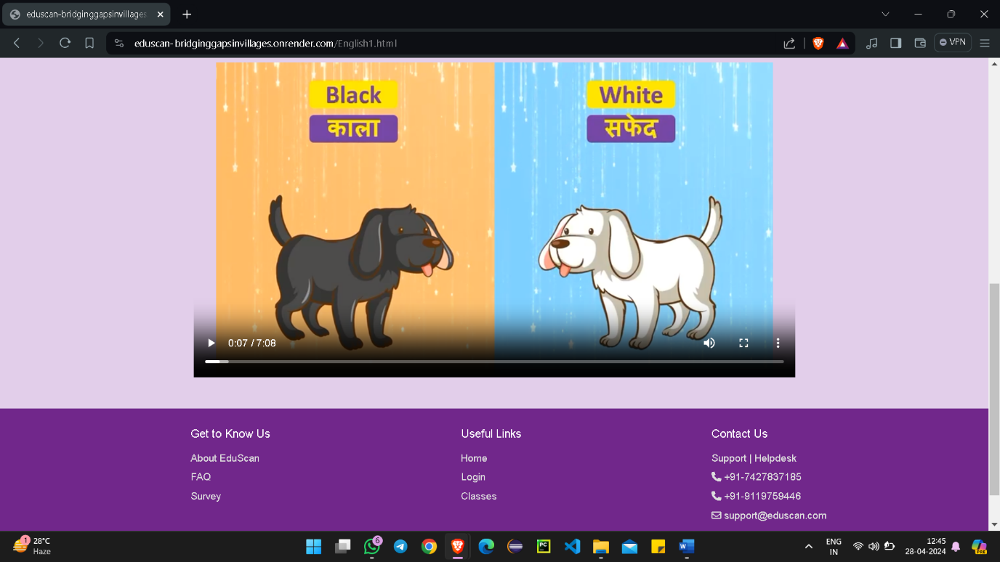 eduscan-bridginggapsinvillages
eduscan-bridginggapsinvillages.onrender.com/English1.html
VPN
Black
काला
White
सफेद
0:07 / 7:08
Get to Know Us
About EduScan
FAQ
Survey
Useful Links
Home
Login
Classes
Contact Us
Support | Helpdesk
+91-7427837185
+91-9119759446
support@eduscan.com
1
28°C
Haze
6
PC
W
PRE
ENG
IN
12:45
28-04-2024